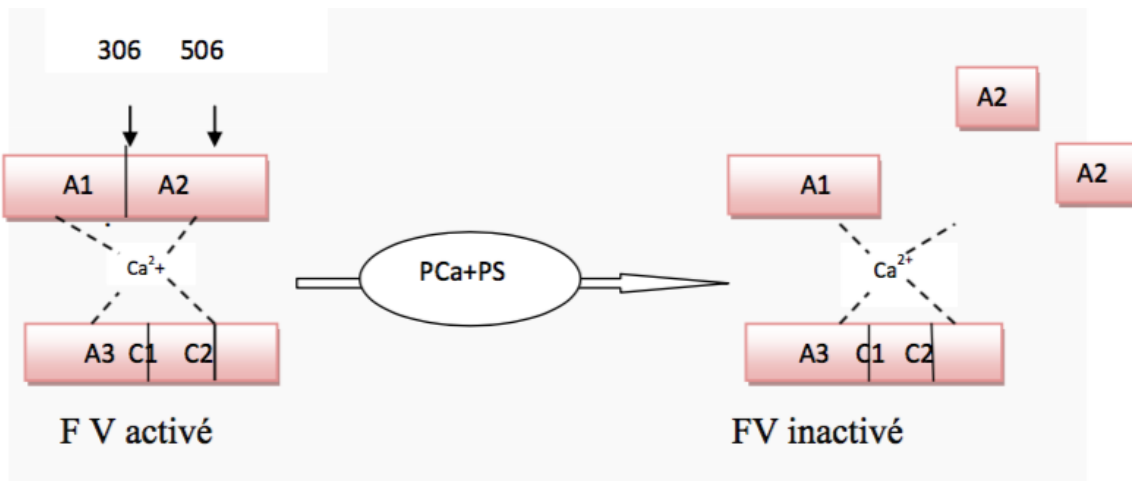 306 506
A2
A1 A2
A1
A2
Ca²+
PCa+PS
Ca²⁺
A3 C1 C2
A3 C1 C2
F V activé
FV inactivé